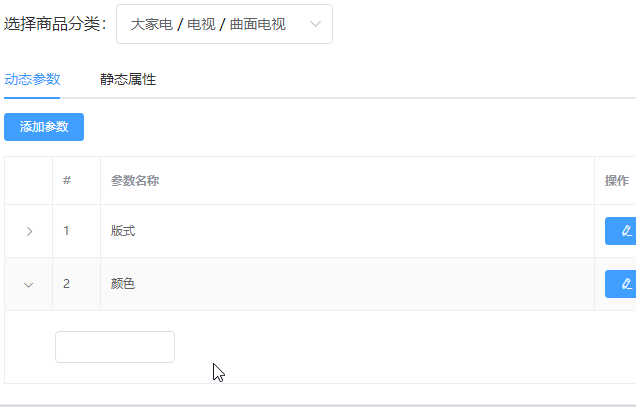 选择商品分类： 大家电 / 电视 / 曲面电视
动态参数 静态属性
添加参数
# 参数名称 操作
1 版式
2 颜色